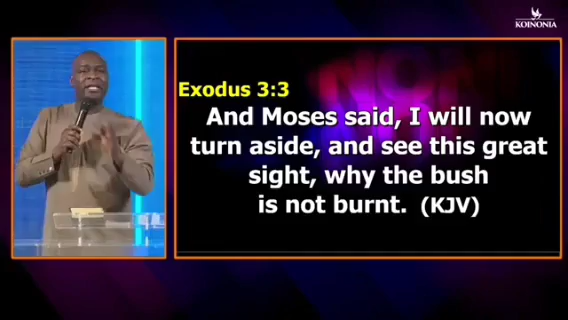 KOINONIA
Exodus 3:3
And Moses said, I will now
turn aside, and see this great
sight, why the bush
is not burnt. (KJV)